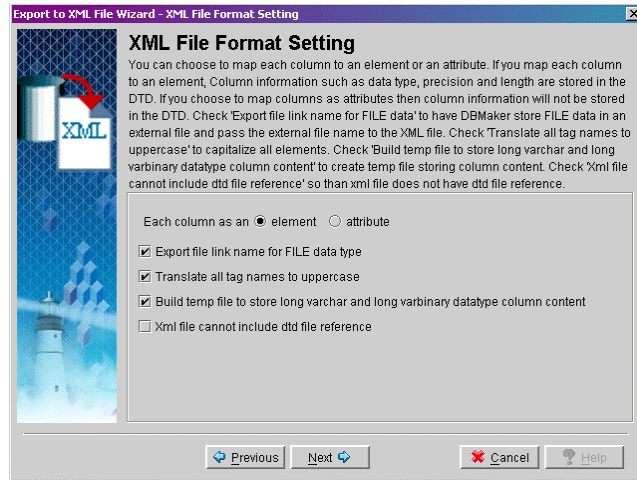 Export to XML File Wizard - XML File Format Setting
XML File Format Setting
You can choose to map each column to an element or an attribute. If you map each column
to an element, Column information such as data type, precision and length are stored in the
DTD. If you choose to map columns as attributes then column information will not be stored
in the DTD. Check 'Export file link name for FILE data' to have DBMaker store FILE data in an
external file and pass the external file name to the XML file. Check 'Translate all tag names to
uppercase' to capitalize all elements. Check 'Build temp file to store long varchar and long
varbinary datatype column content' to create temp file storing column content. Check 'Xml file
cannot include dtd file reference' so than xml file does not have dtd file reference.
XML
Each column as an element attribute
Export file link name for FILE data type
Translate all tag names to uppercase
Build temp file to store long varchar and long varbinary datatype column content
Xml file cannot include dtd file reference
Previous Next Cancel Help